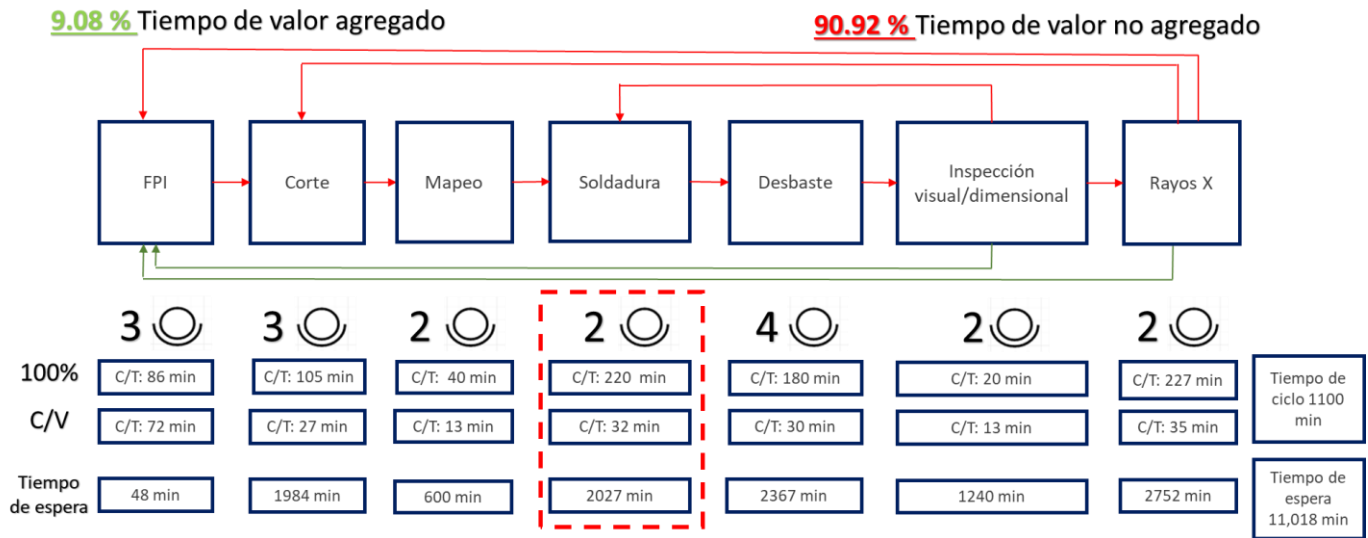 9.08 % Tiempo de valor agregado
90.92 % Tiempo de valor no agregado
FPI
Corte
Mapeo
Soldadura
Desbaste
Inspección
visual/dimensional
Rayos X
3
3
2
2
4
2
2
100%
C/T: 86 min
C/T: 105 min
C/T: 40 min
C/T: 220 min
C/T: 180 min
C/T: 20 min
C/T: 227 min
Tiempo de
ciclo 1100
min
C/V
C/T: 72 min
C/T: 27 min
C/T: 13 min
C/T: 32 min
C/T: 30 min
C/T: 13 min
C/T: 35 min
Tiempo
de espera
48 min
1984 min
600 min
2027 min
2367 min
1240 min
2752 min
Tiempo de
espera
11,018 min